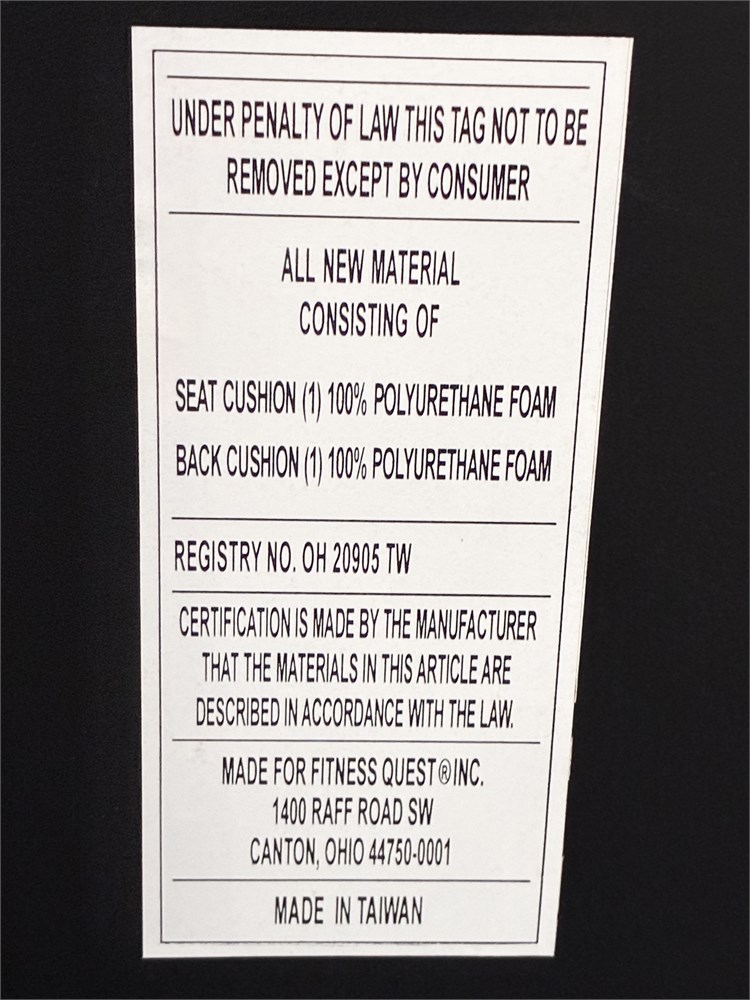 UNDER PENALTY OF LAW THIS TAG NOT TO BE
REMOVED EXCEPT BY CONSUMER
ALL NEW MATERIAL
CONSISTING OF
SEAT CUSHION (1) 100% POLYURETHANE FOAM
BACK CUSHION (1) 100% POLYURETHANE FOAM
REGISTRY NO. OH 20905 TW
CERTIFICATION IS MADE BY THE MANUFACTURER
THAT THE MATERIALS IN THIS ARTICLE ARE
DESCRIBED IN ACCORDANCE WITH THE LAW.
MADE FOR FITNESS QUEST® INC.
1400 RAFF ROAD SW
CANTON, OHIO 44750-0001
MADE IN TAIWAN